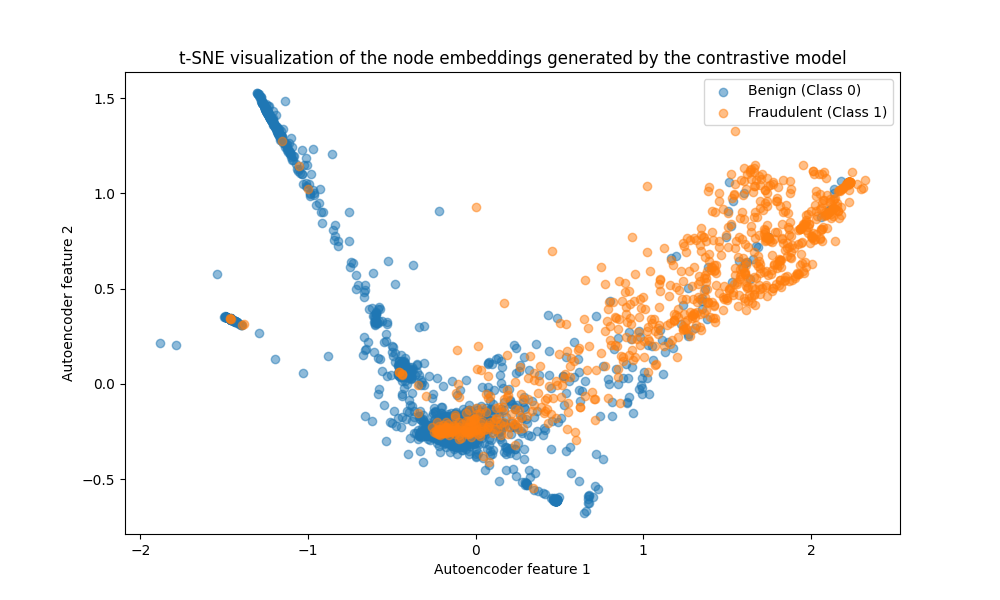 t-SNE visualization of the node embeddings generated by the contrastive model
Benign (Class 0)
Fraudulent (Class 1)
1.5
1.0
0.5
0.0
−0.5
Autoencoder feature 2
−2
−1
0
1
2
Autoencoder feature 1